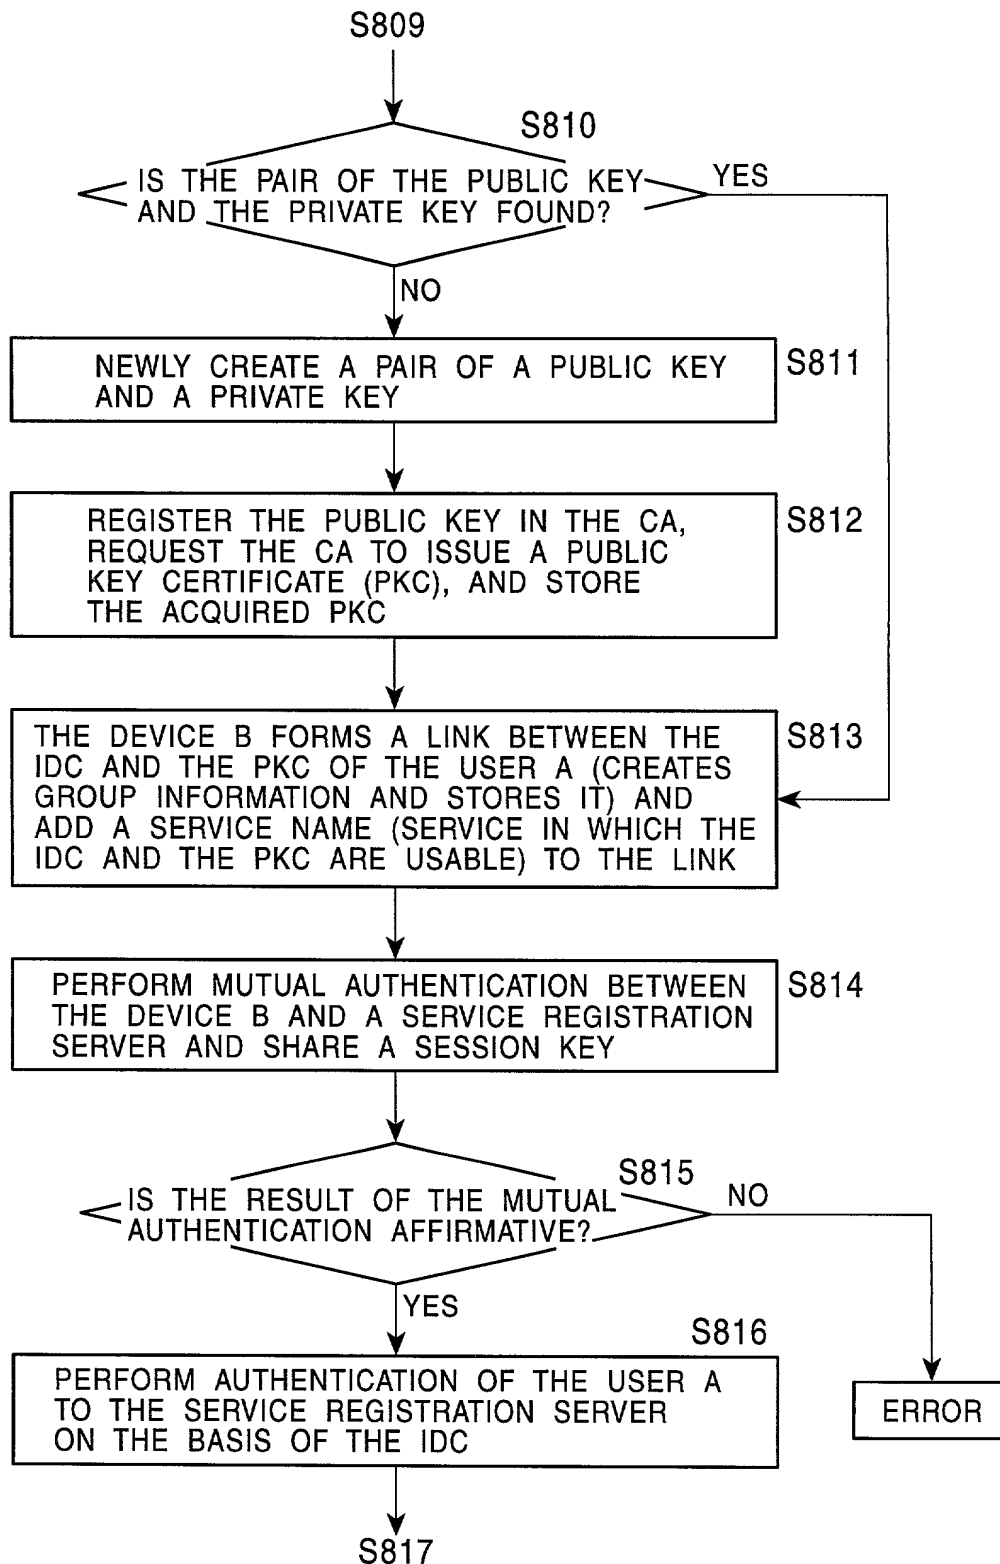 S809
S810
IS THE PAIR OF THE PUBLIC KEY
AND THE PRIVATE KEY FOUND?
YES
NO
NEWLY CREATE A PAIR OF A PUBLIC KEY
AND A PRIVATE KEY
S811
REGISTER THE PUBLIC KEY IN THE CA,
REQUEST THE CA TO ISSUE A PUBLIC
KEY CERTIFICATE (PKC), AND STORE
THE ACQUIRED PKC
S812
THE DEVICE B FORMS A LINK BETWEEN THE
IDC AND THE PKC OF THE USER A (CREATES
GROUP INFORMATION AND STORES IT) AND
ADD A SERVICE NAME (SERVICE IN WHICH THE
IDC AND THE PKC ARE USABLE) TO THE LINK
S813
PERFORM MUTUAL AUTHENTICATION BETWEEN
THE DEVICE B AND A SERVICE REGISTRATION
SERVER AND SHARE A SESSION KEY
S814
S815
IS THE RESULT OF THE MUTUAL
AUTHENTICATION AFFIRMATIVE?
NO
YES
S816
PERFORM AUTHENTICATION OF THE USER A
TO THE SERVICE REGISTRATION SERVER
ON THE BASIS OF THE IDC
ERROR
S817